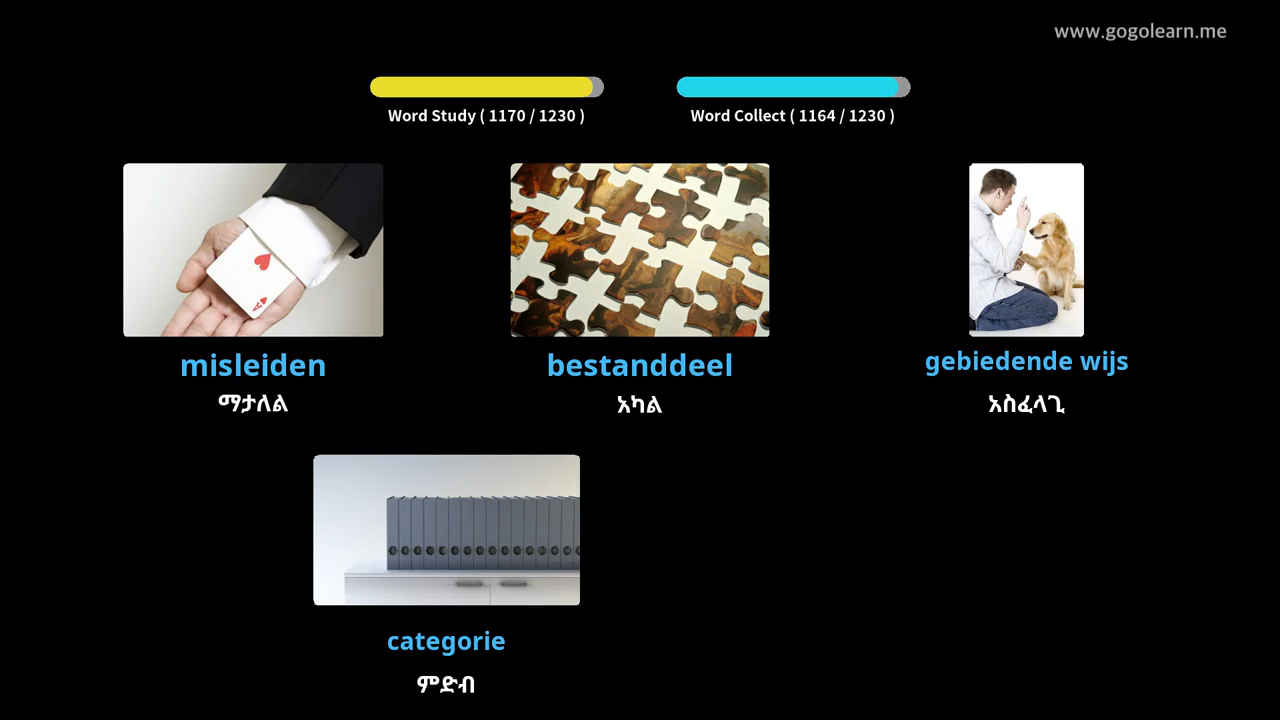 www.gogolearn.me
Word Study ( 1170 / 1230 )
Word Collect ( 1164 / 1230 )
misleiden
ማታለል
bestanddeel
አካል
gebiedende wijs
አስፈላጊ
categorie
ምድብ